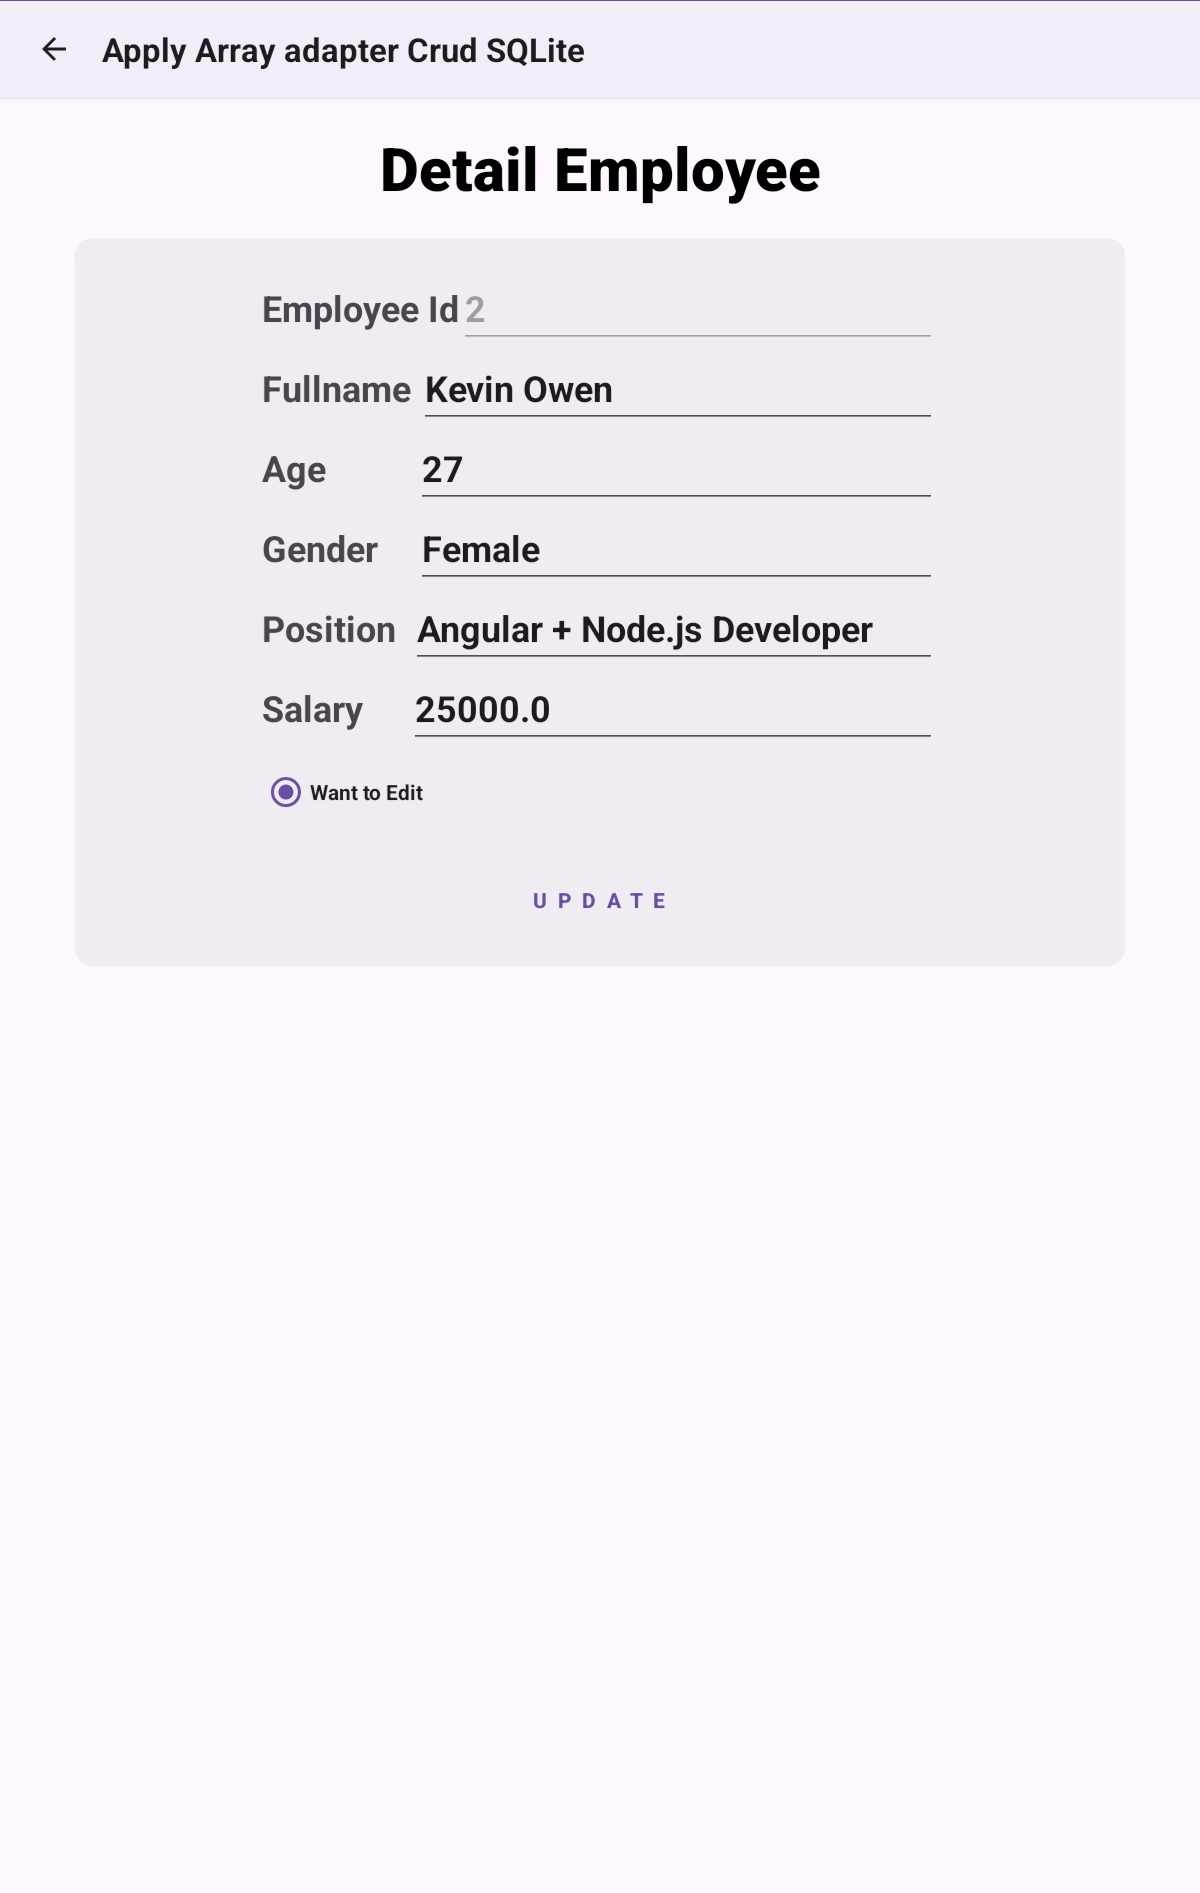 Apply Array adapter Crud SQLite
Detail Employee
Employee Id 2
Fullname Kevin Owen
Age 27
Gender Female
Position Angular + Node.js Developer
Salary 25000.0
Want to Edit
UPDATE